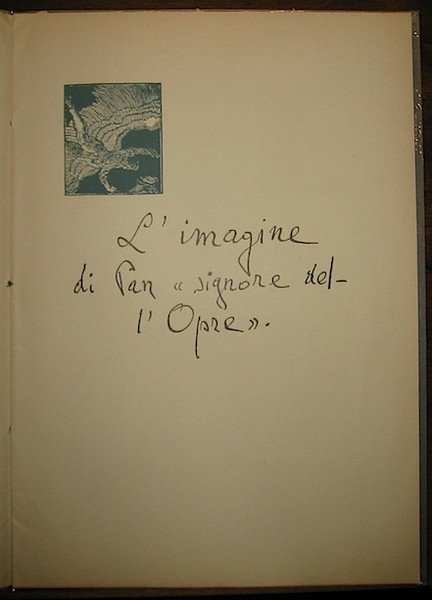 L' imagine
di Pan « signore del-
l' Opre ».